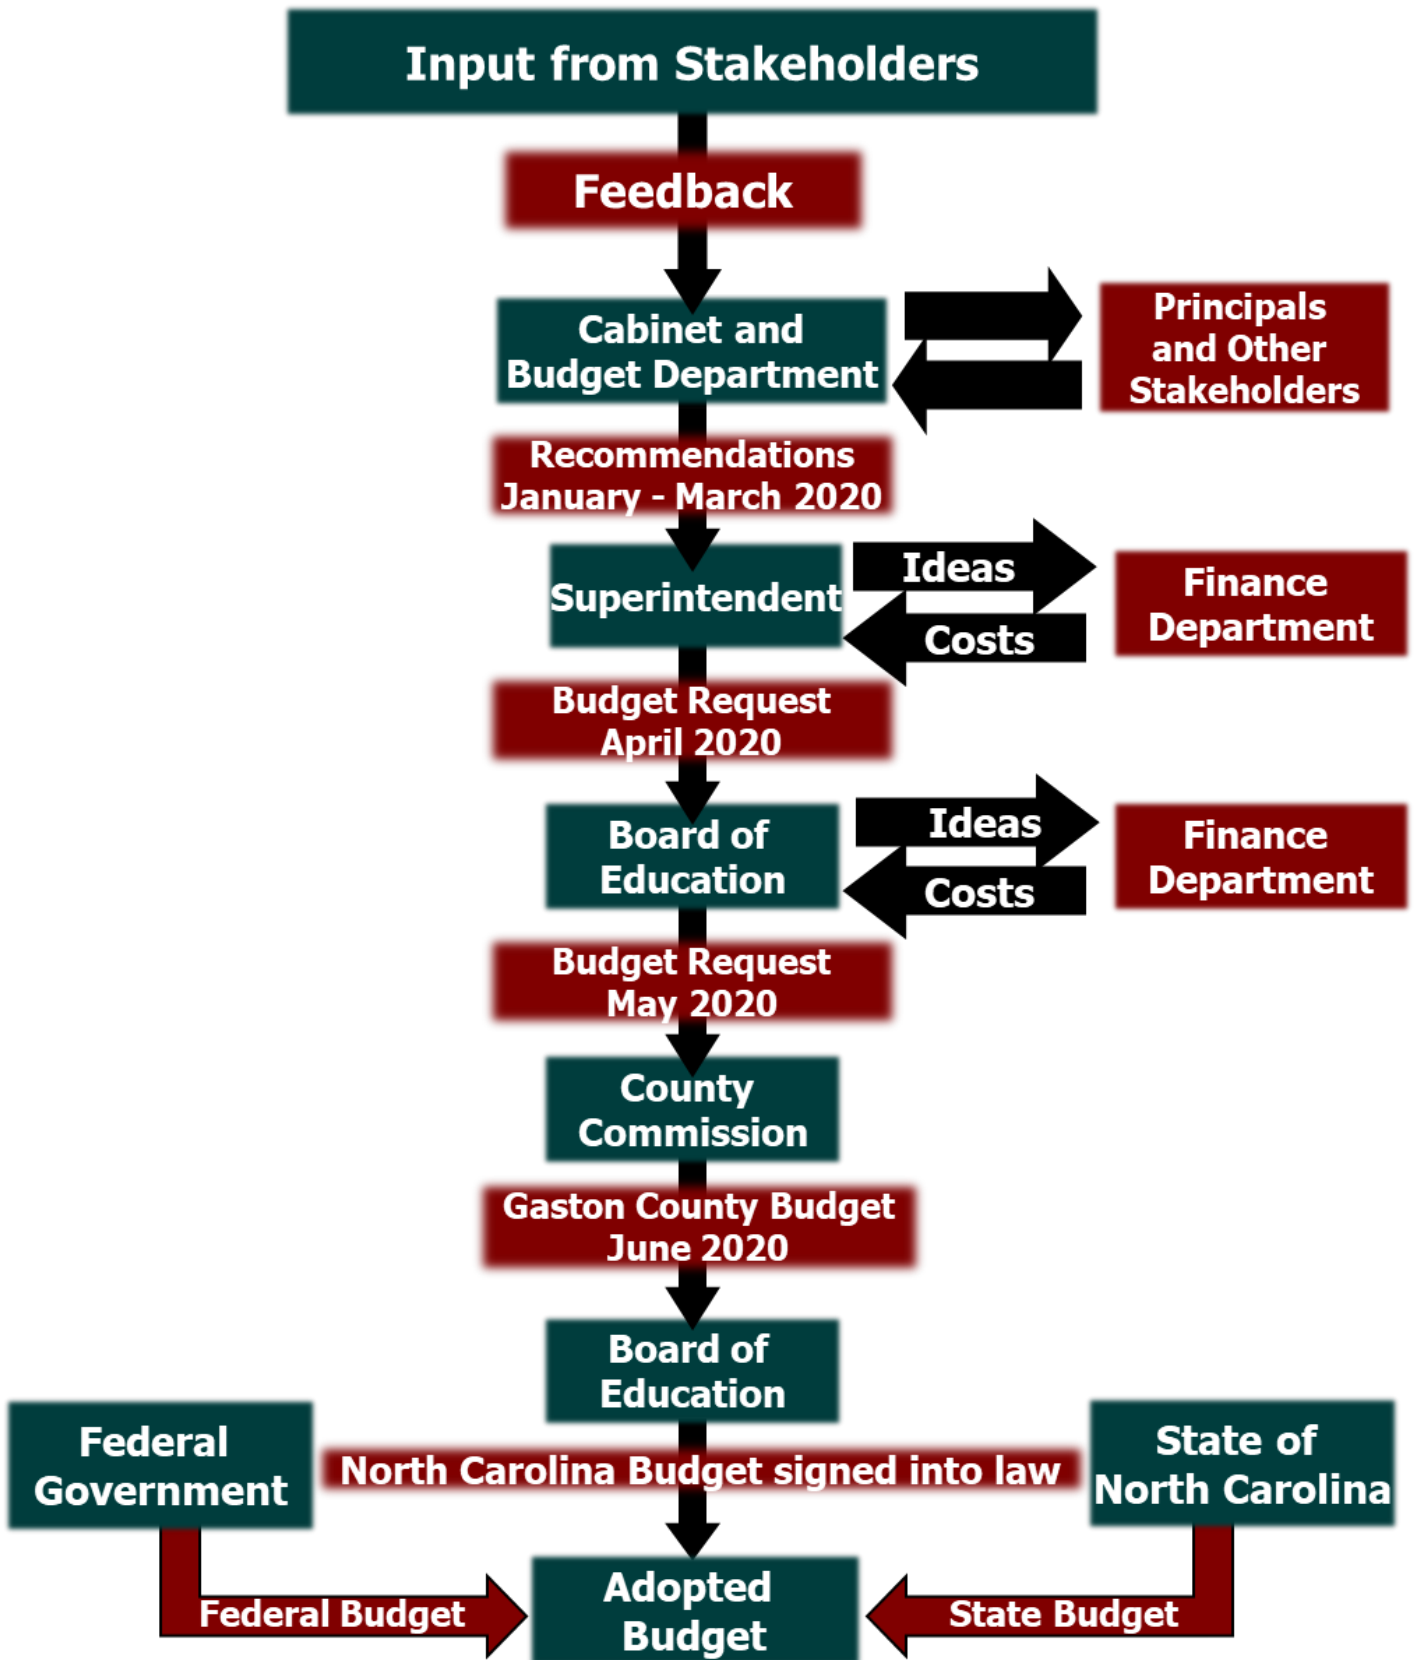 Input from Stakeholders
Feedback
Cabinet and
Budget Department
Principals
and Other
Stakeholders
Recommendations
January - March 2020
Superintendent
Ideas
Costs
Finance
Department
Budget Request
April 2020
Board of
Education
Ideas
Costs
Finance
Department
Budget Request
May 2020
County
Commission
Gaston County Budget
June 2020
Board of
Education
Federal
Government
North Carolina Budget signed into law
State of
North Carolina
Federal Budget
Adopted
Budget
State Budget